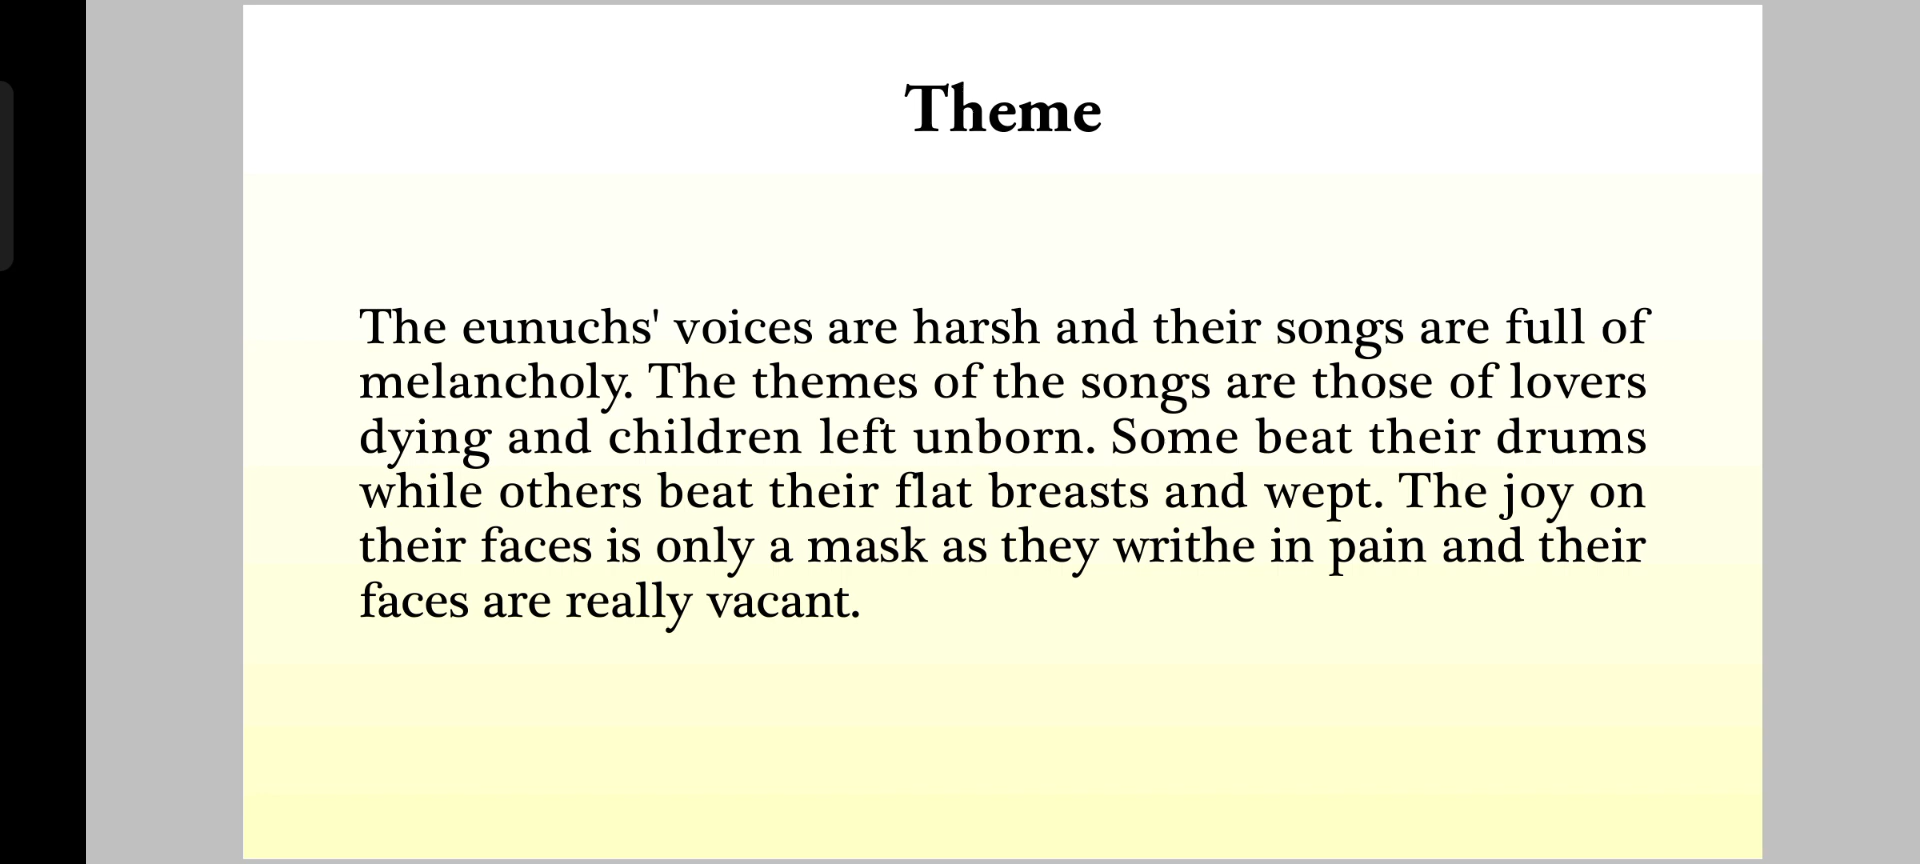 Theme
The eunuchs' voices are harsh and their songs are full of
melancholy. The themes of the songs are those of lovers
dying and children left unborn. Some beat their drums
while others beat their flat breasts and wept. The joy on
their faces is only a mask as they writhe in pain and their
faces are really vacant.